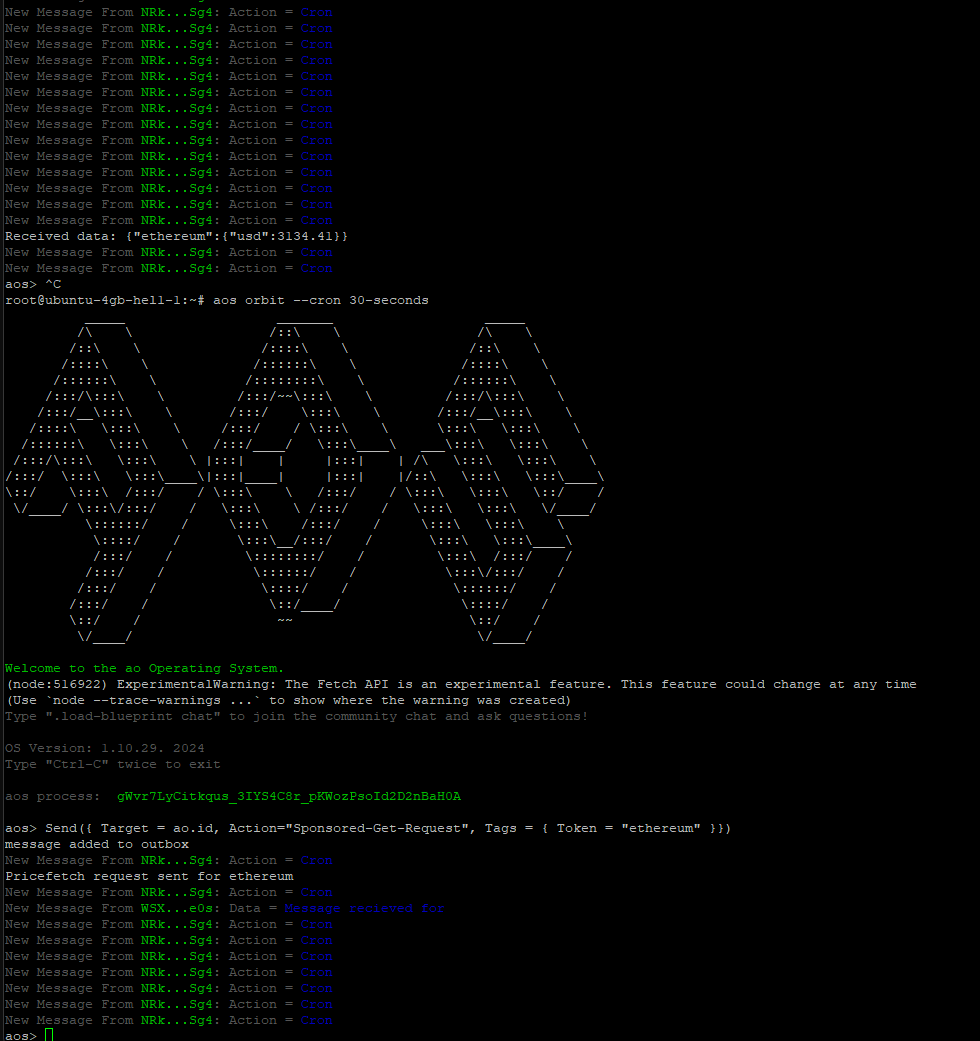 New Message From NRk...Sg4: Action = Cron
New Message From NRk...Sg4: Action = Cron
New Message From NRk...Sg4: Action = Cron
New Message From NRk...Sg4: Action = Cron
New Message From NRk...Sg4: Action = Cron
New Message From NRk...Sg4: Action = Cron
New Message From NRk...Sg4: Action = Cron
New Message From NRk...Sg4: Action = Cron
New Message From NRk...Sg4: Action = Cron
New Message From NRk...Sg4: Action = Cron
New Message From NRk...Sg4: Action = Cron
New Message From NRk...Sg4: Action = Cron
New Message From NRk...Sg4: Action = Cron
New Message From NRk...Sg4: Action = Cron
Received data: {"ethereum":{"usd":3134.41}}
New Message From NRk...Sg4: Action = Cron
New Message From NRk...Sg4: Action = Cron
aos> ^C
root@ubuntu-4gb-hel1-1:~# aos orbit --cron 30-seconds
Welcome to the ao Operating System.
(node:516922) ExperimentalWarning: The Fetch API is an experimental feature. This feature could change at any time
(Use `node --trace-warnings ...` to show where the warning was created)
Type ".load-blueprint chat" to join the community chat and ask questions!
OS Version: 1.10.29. 2024
Type "Ctrl-C" twice to exit
aos process:  gWvr7LyCitkqus_3IYS4C8r_pKWozPsoId2D2nBaH0A
aos> Send({ Target = ao.id, Action="Sponsored-Get-Request", Tags = { Token = "ethereum" }})
message added to outbox
New Message From NRk...Sg4: Action = Cron
Pricefetch request sent for ethereum
New Message From NRk...Sg4: Action = Cron
New Message From WSX...e0s: Data = Message recieved for
New Message From NRk...Sg4: Action = Cron
New Message From NRk...Sg4: Action = Cron
New Message From NRk...Sg4: Action = Cron
New Message From NRk...Sg4: Action = Cron
New Message From NRk...Sg4: Action = Cron
New Message From NRk...Sg4: Action = Cron
New Message From NRk...Sg4: Action = Cron
aos>